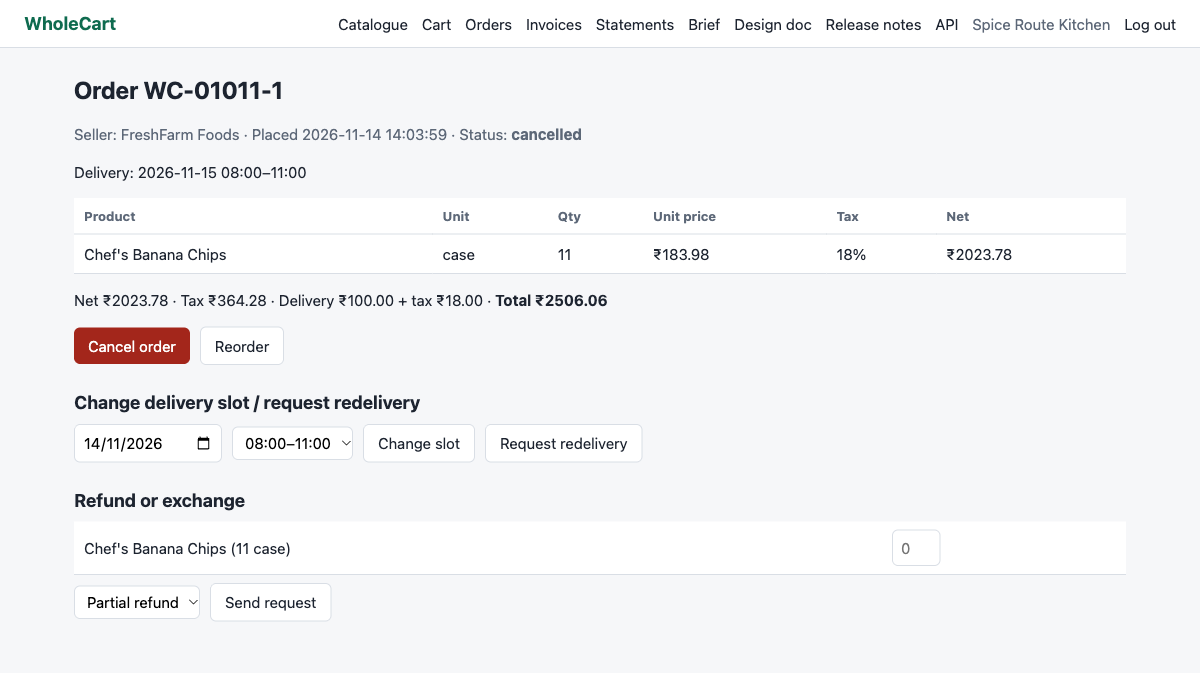 WholeCart Catalogue Cart Orders Invoices Statements Brief Design doc Release notes API Spice Route Kitchen Log out
Order WC-01011-1
Seller: FreshFarm Foods · Placed 2026-11-14 14:03:59 · Status: cancelled
Delivery: 2026-11-15 08:00–11:00
Product Unit Qty Unit price Tax Net
Chef's Banana Chips case 11 ₹183.98 18% ₹2023.78
Net ₹2023.78 · Tax ₹364.28 · Delivery ₹100.00 + tax ₹18.00 · Total ₹2506.06
Cancel order Reorder
Change delivery slot / request redelivery
14/11/2026 08:00–11:00 Change slot Request redelivery
Refund or exchange
Chef's Banana Chips (11 case) 0
Partial refund Send request